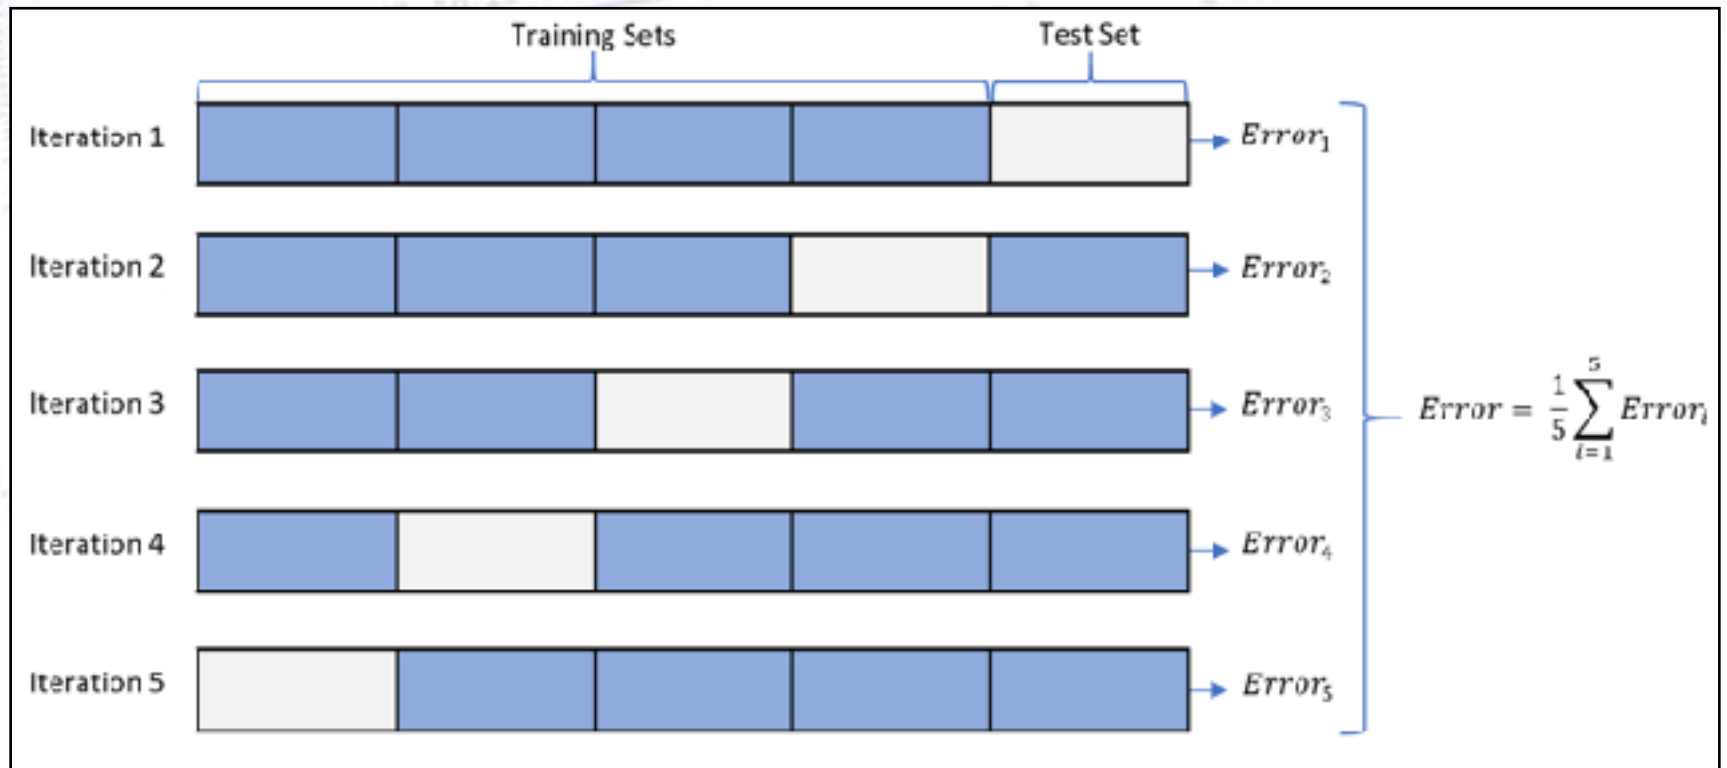 Training Sets
Test Set
Iteration 1
Error₁
Iteration 2
Error₂
Iteration 3
Error₃
Error = 1/5 ∑ᵢ₌₁⁵ Errorᵢ
Iteration 4
Error₄
Iteration 5
Error₅